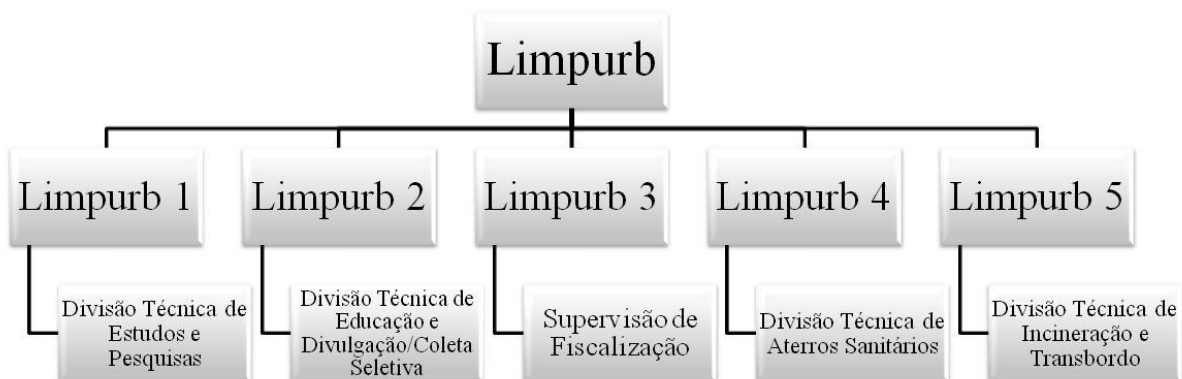 Limpurb
Limpurb 1
Limpurb 2
Limpurb 3
Limpurb 4
Limpurb 5
Divisão Técnica de
Estudos e
Pesquisas
Divisão Técnica de
Educação e
Divulgação/Coleta
Seletiva
Supervisão de
Fiscalização
Divisão Técnica de
Aterros Sanitários
Divisão Técnica de
Incineração e
Transbordo